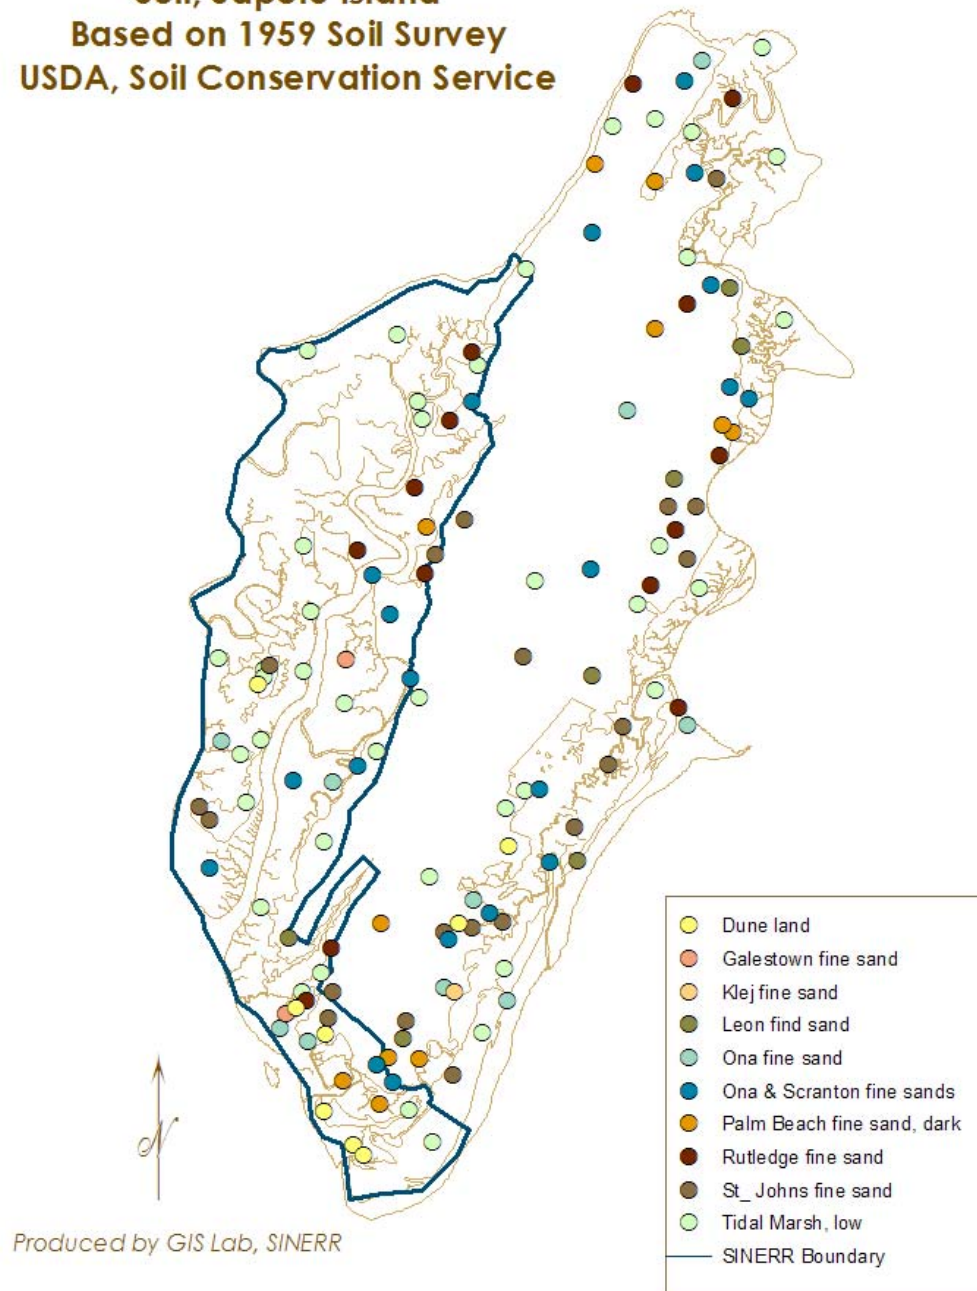 Based on 1959 Soil Survey
USDA, Soil Conservation Service
Dune land
Galestown fine sand
Klej fine sand
Leon find sand
Ona fine sand
Ona & Scranton fine sands
Palm Beach fine sand, dark
Rutledge fine sand
St_ Johns fine sand
Tidal Marsh, low
SINERR Boundary
N
Produced by GIS Lab, SINERR